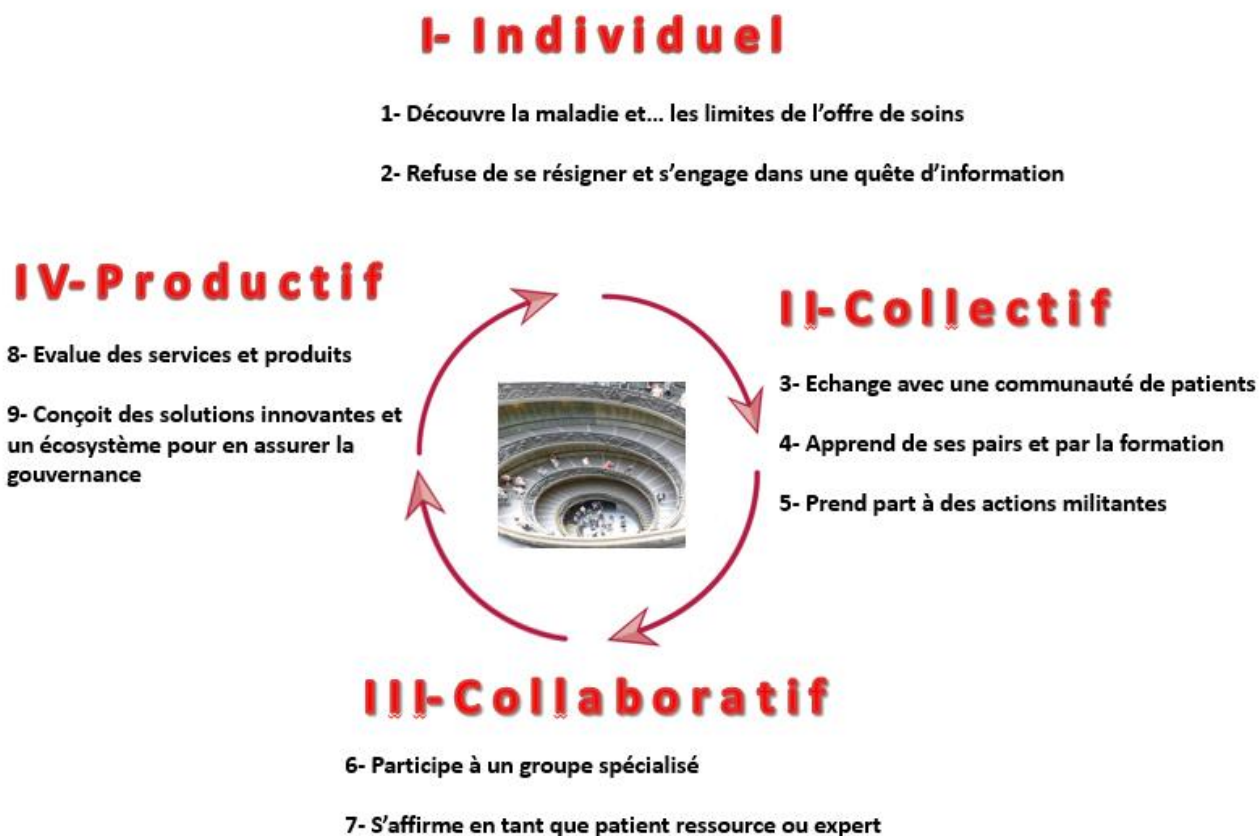 I- Individuel
1- Découvre la maladie et... les limites de l'offre de soins
2- Refuse de se résigner et s'engage dans une quête d'information
II-Collectif
3- Echange avec une communauté de patients
4- Apprend de ses pairs et par la formation
5- Prend part à des actions militantes
III-Collaboratif
6- Participe à un groupe spécialisé
7- S'affirme en tant que patient ressource ou expert
IV-Productif
8- Evalue des services et produits
9- Conçoit des solutions innovantes et
un écosystème pour en assurer la
gouvernance